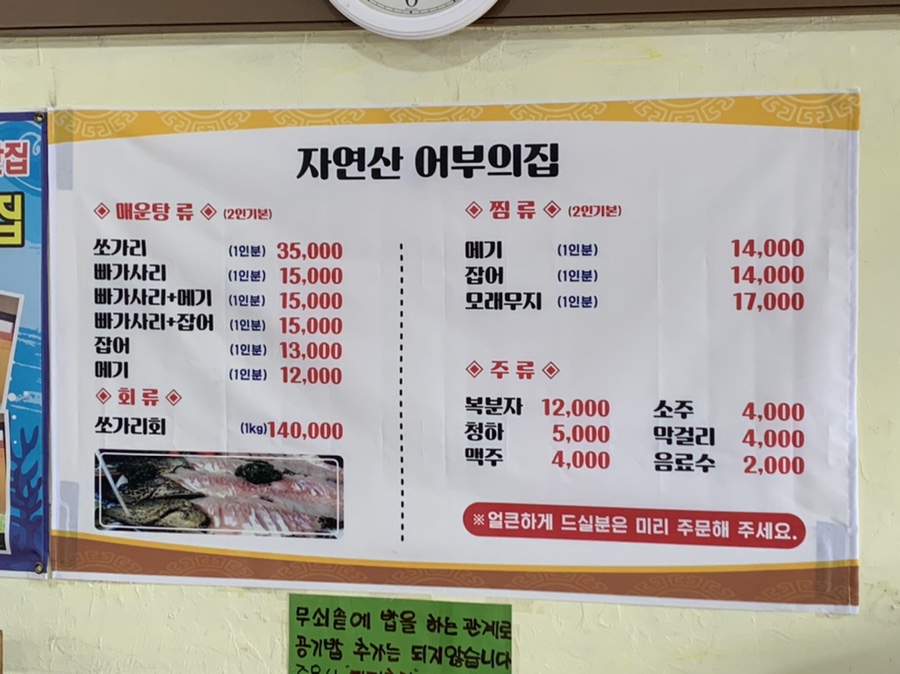 집
집
자연산 어부의집
매운탕 류 (2인기본)
쏘가리 (1인분) 35,000
빠가사리 (1인분) 15,000
빠가사리+메기 (1인분) 15,000
빠가사리+잡어 (1인분) 15,000
잡어 (1인분) 13,000
메기 (1인분) 12,000
회 류
쏘가리회 (1kg) 140,000
찜 류 (2인기본)
메기 (1인분) 14,000
잡어 (1인분) 14,000
모래무지 (1인분) 17,000
주 류
복분자 12,000 소주 4,000
청하 5,000 막걸리 4,000
맥주 4,000 음료수 2,000
※얼큰하게 드실분은 미리 주문해 주세요.
무쇠솥에 밥을 하는 관계로
공기밥 추가는 되지않습니다